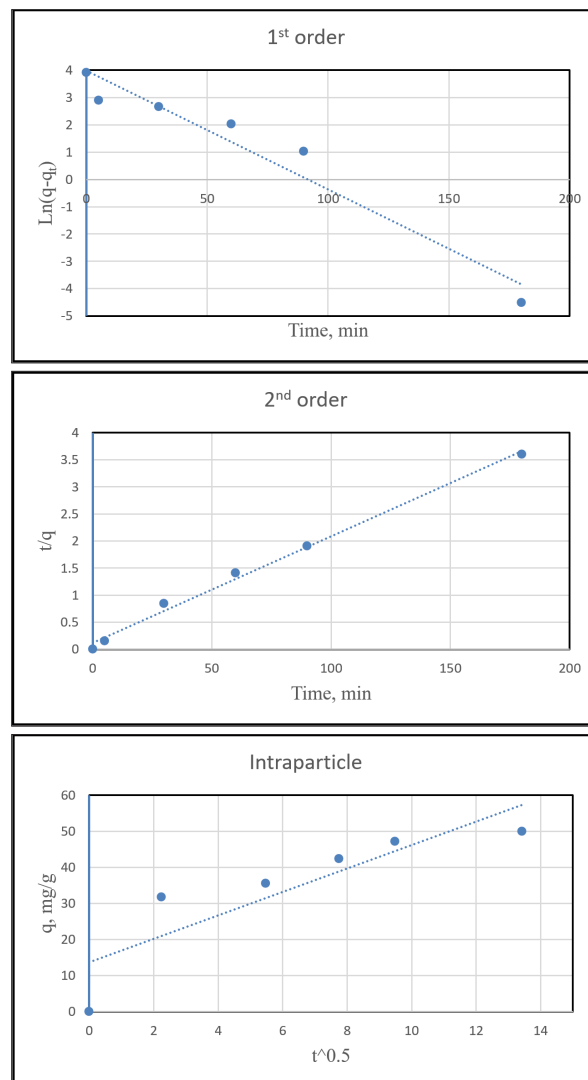 1st order
4
3
2
1
0
-1
-2
-3
-4
-5
0 50 100 150 200
Ln(q-qt)
Time, min
2nd order
4
3.5
3
2.5
2
1.5
1
0.5
0
0 50 100 150 200
t/q
Time, min
Intraparticle
60
50
40
30
20
10
0
0 2 4 6 8 10 12 14
q, mg/g
t^0.5